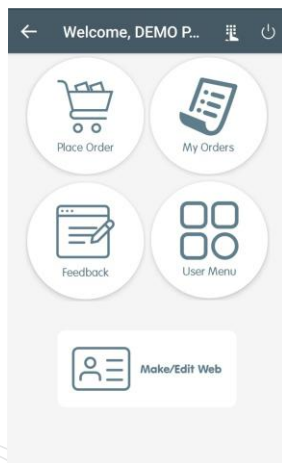 Welcome, DEMO P...
Place Order
My Orders
Feedback
User Menu
Make/Edit Web